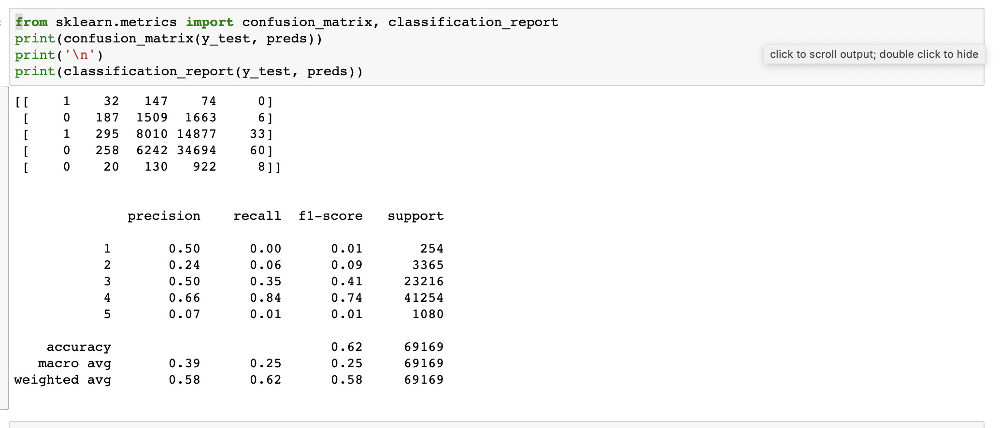 from sklearn.metrics import confusion_matrix, classification_report
print(confusion_matrix(y_test, preds))
print('\n')
print(classification_report(y_test, preds))
click to scroll output; double click to hide
[[    1    32   147    74     0]
 [    0   187  1509  1663     6]
 [    1   295  8010 14877    33]
 [    0   258  6242 34694    60]
 [    0    20   130   922     8]]
              precision    recall  f1-score   support
           1       0.50      0.00      0.01       254
           2       0.24      0.06      0.09      3365
           3       0.50      0.35      0.41     23216
           4       0.66      0.84      0.74     41254
           5       0.07      0.01      0.01      1080
    accuracy                           0.62     69169
   macro avg       0.39      0.25      0.25     69169
weighted avg       0.58      0.62      0.58     69169